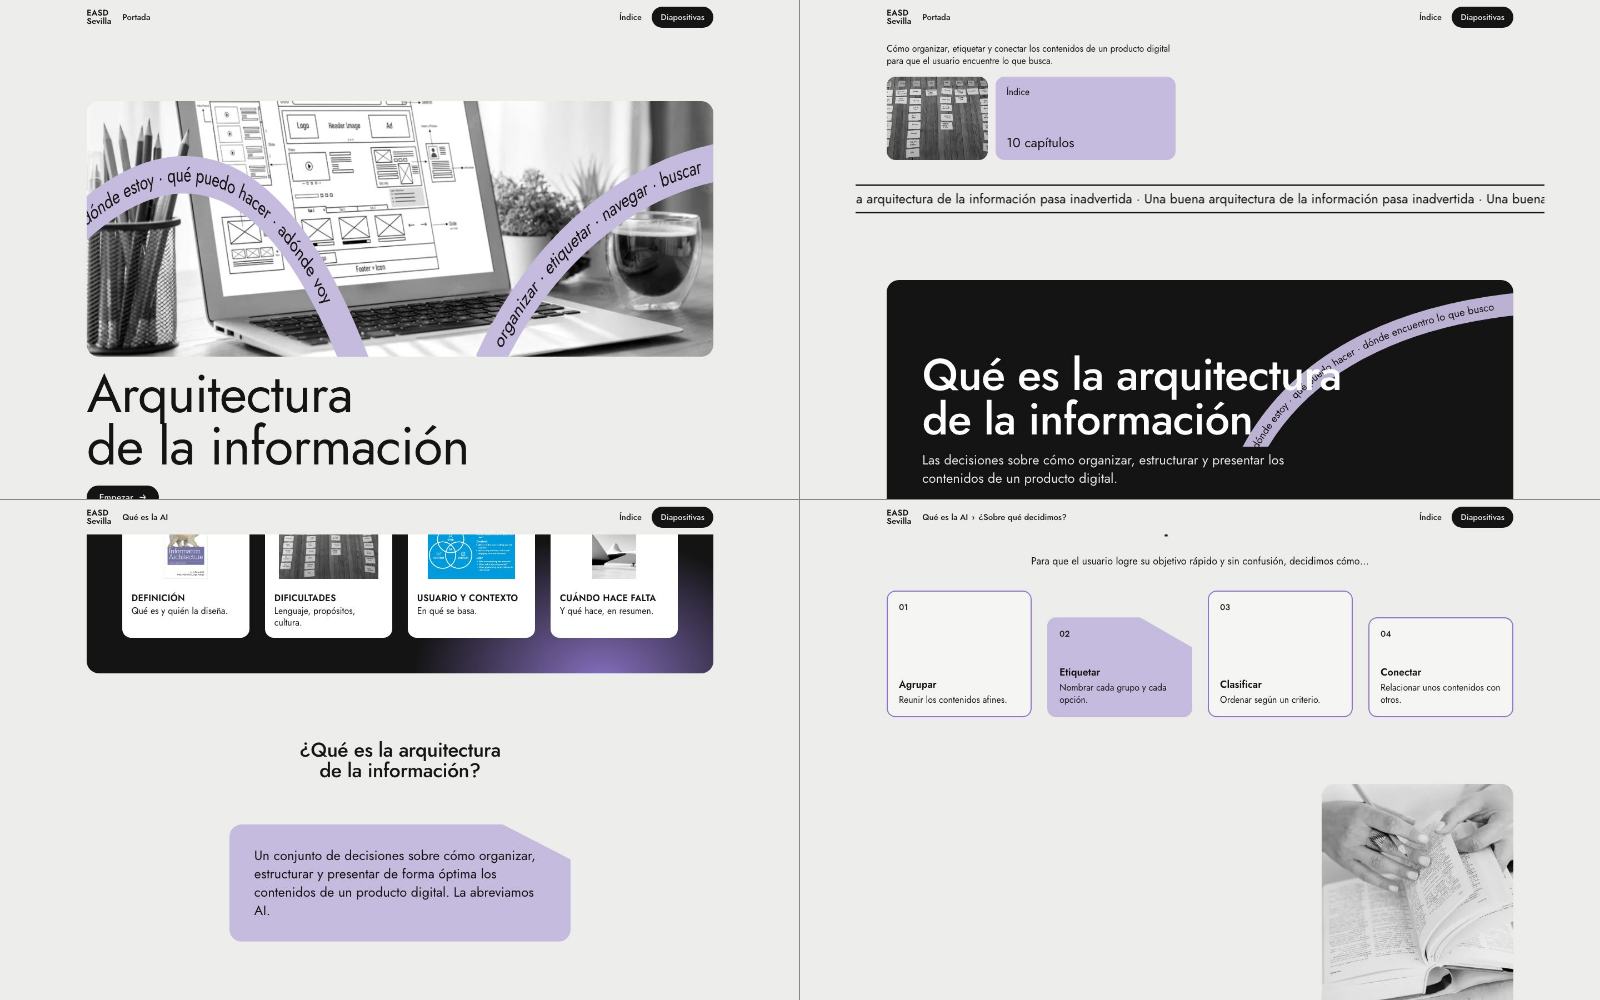 EASD
Sevilla
Portada
Índice
Diapositivas
Logo
Header Image
Ad
Footer + Icon
dónde estoy · qué puedo hacer · adónde voy
organizar · etiquetar · navegar · buscar
Arquitectura
de la información
Empezar →
EASD
Sevilla
Portada
Índice
Diapositivas
Cómo organizar, etiquetar y conectar los contenidos de un producto digital
para que el usuario encuentre lo que busca.
Índice
10 capítulos
a arquitectura de la información pasa inadvertida · Una buena arquitectura de la información pasa inadvertida · Una buena
dónde estoy · qué puedo hacer · dónde encuentro lo que busco
Qué es la arquitectura
de la información
Las decisiones sobre cómo organizar, estructurar y presentar los
contenidos de un producto digital.
EASD
Sevilla
Qué es la AI
Índice
Diapositivas
Information
Architecture
DEFINICIÓN
Qué es y quién la diseña.
DIFICULTADES
Lenguaje, propósitos,
cultura.
USUARIO Y CONTEXTO
En qué se basa.
CUÁNDO HACE FALTA
Y qué hace, en resumen.
¿Qué es la arquitectura
de la información?
Un conjunto de decisiones sobre cómo organizar,
estructurar y presentar de forma óptima los
contenidos de un producto digital. La abreviamos
AI.
EASD
Sevilla
Qué es la AI › ¿Sobre qué decidimos?
Índice
Diapositivas
Para que el usuario logre su objetivo rápido y sin confusión, decidimos cómo…
01
Agrupar
Reunir los contenidos afines.
02
Etiquetar
Nombrar cada grupo y cada
opción.
03
Clasificar
Ordenar según un criterio.
04
Conectar
Relacionar unos contenidos con
otros.